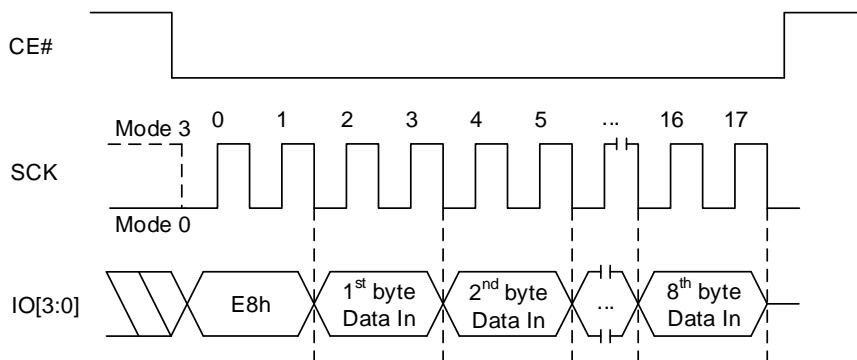 CE#
0 1 2 3 4 5 ... 16 17
Mode 3
SCK
Mode 0
IO[3:0]
E8h
1st byte
Data In
2nd byte
Data In
...
8th byte
Data In